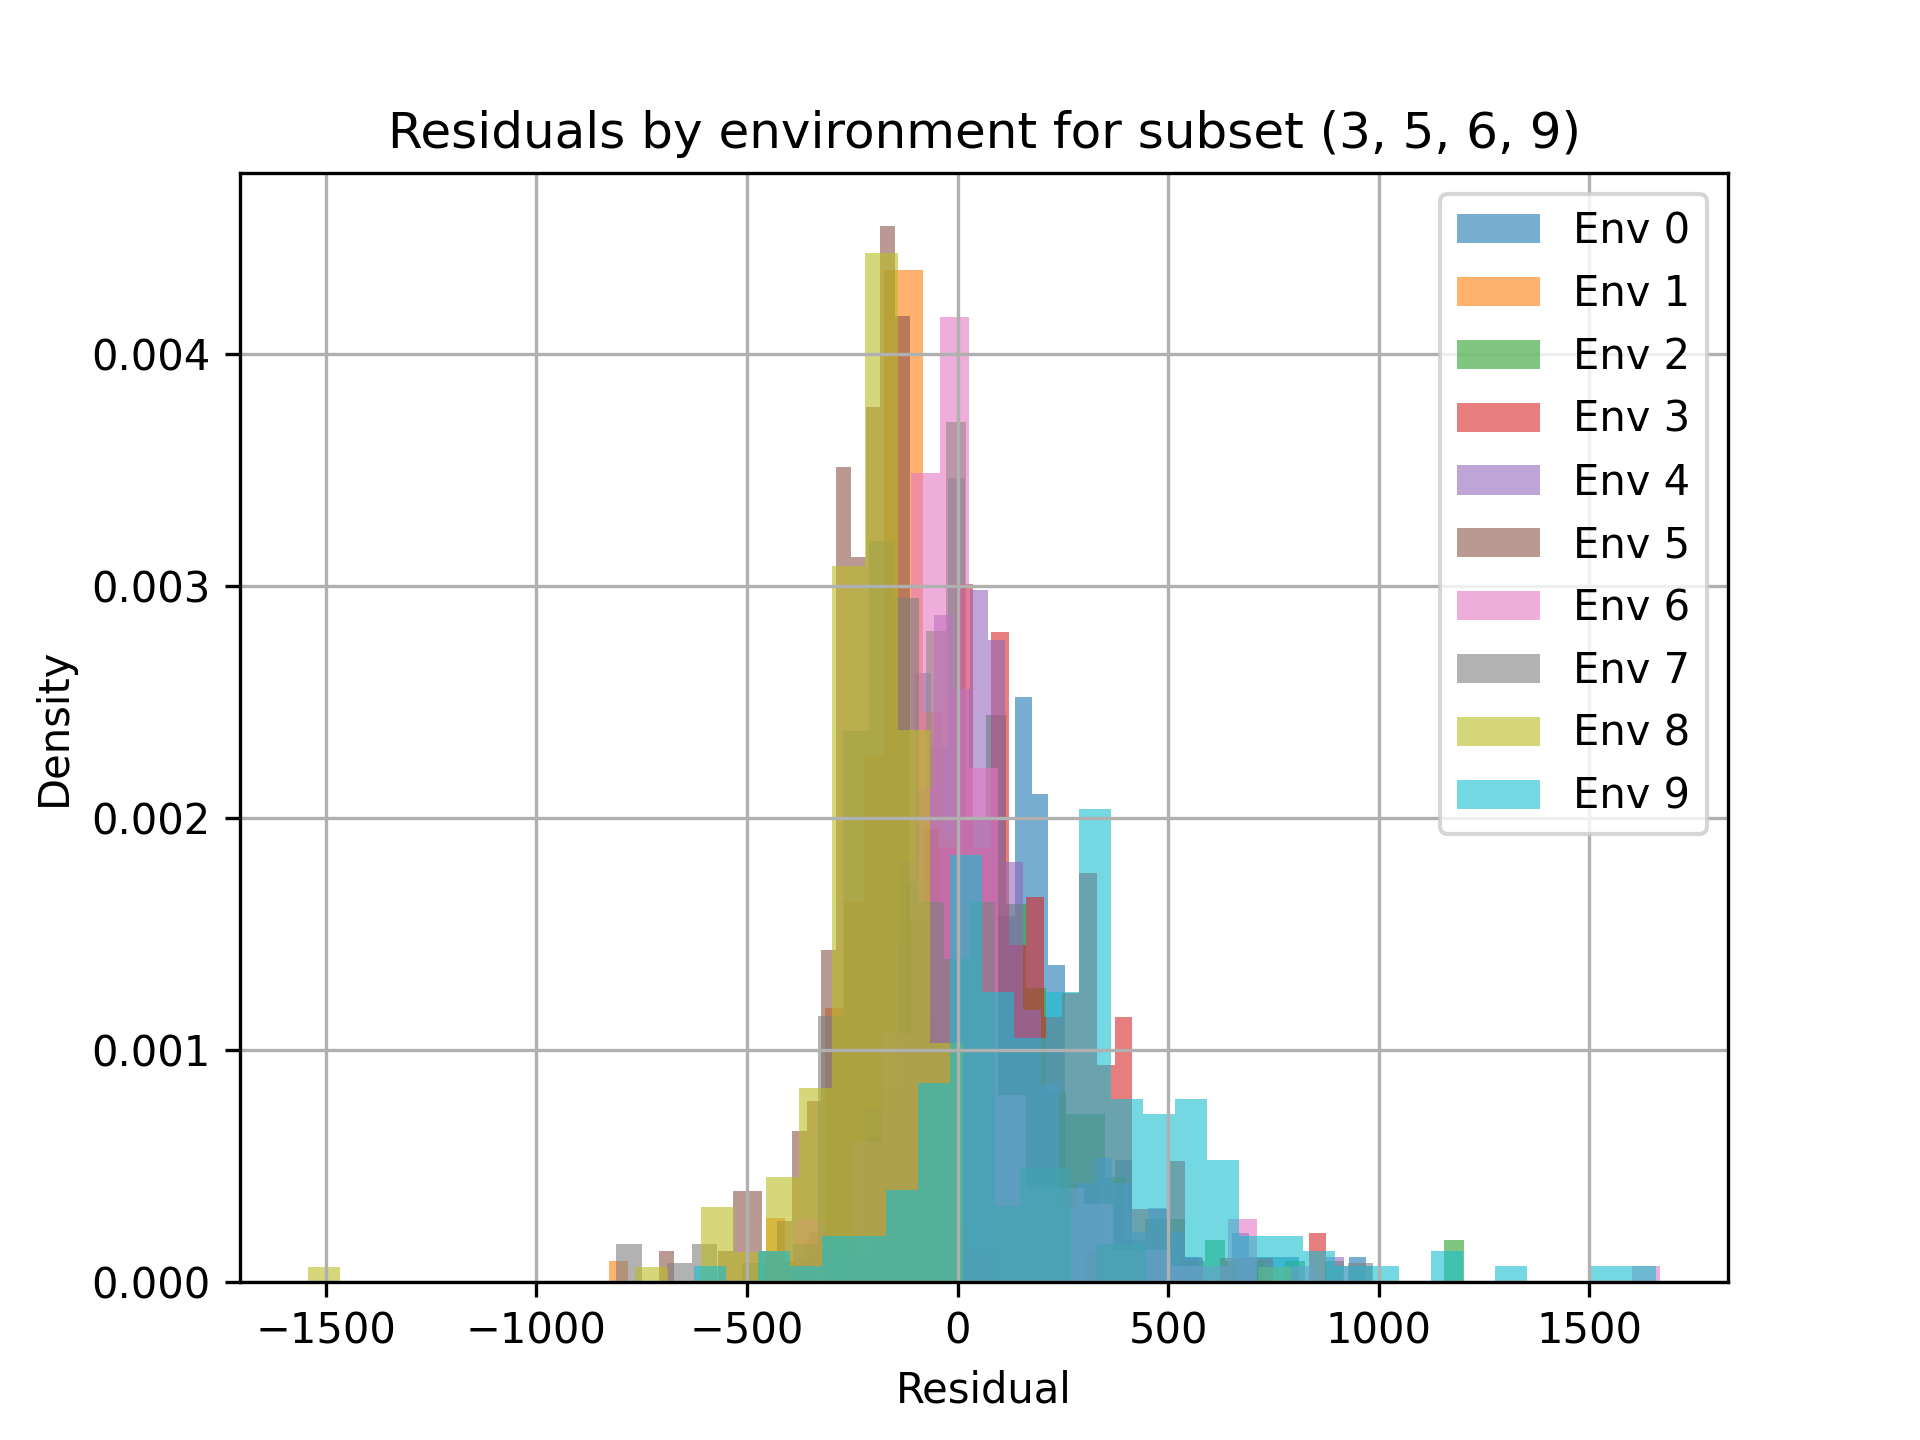 Residuals by environment for subset (3, 5, 6, 9)
Env 0
Env 1
Env 2
Env 3
Env 4
Env 5
Env 6
Env 7
Env 8
Env 9
Density
0.004
0.003
0.002
0.001
0.000
−1500 −1000 −500 0 500 1000 1500
Residual